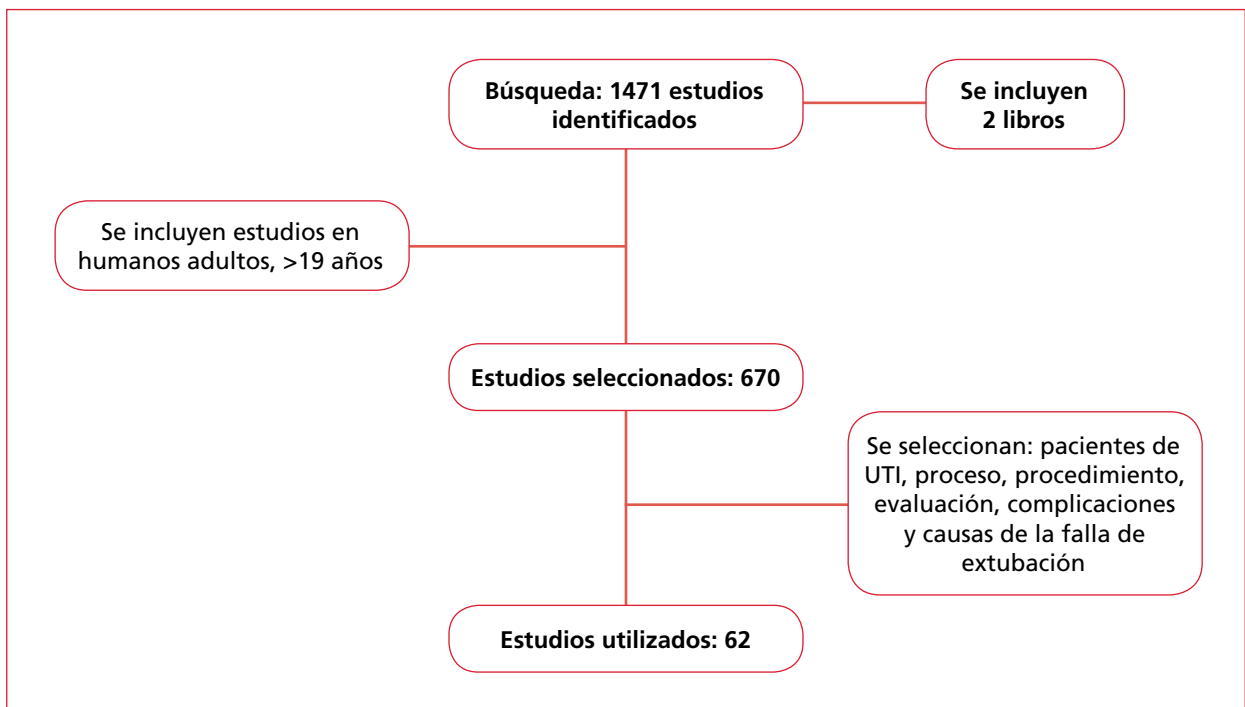 Búsqueda: 1471 estudios
identificados
Se incluyen
2 libros
Se incluyen estudios en
humanos adultos, >19 años
Estudios seleccionados: 670
Se seleccionan: pacientes de
UTI, proceso, procedimiento,
evaluación, complicaciones
y causas de la falla de
extubación
Estudios utilizados: 62